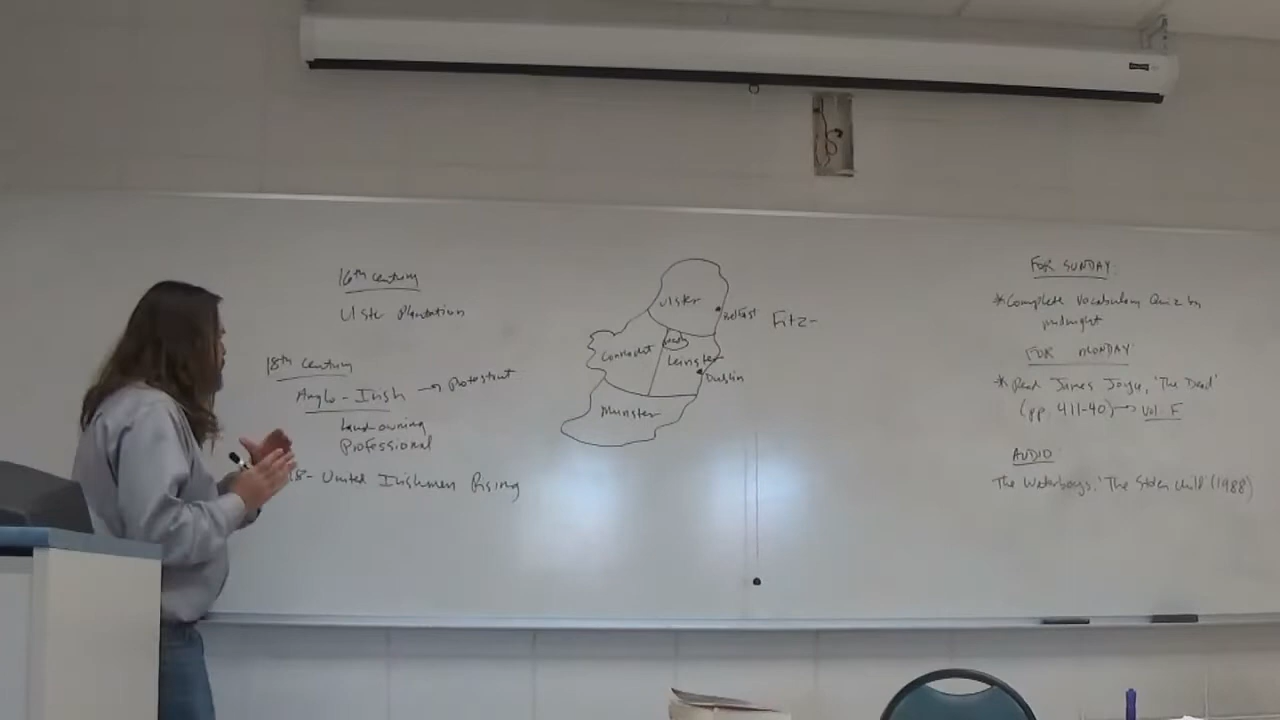 16th century
Ulster Plantation
18th century
Anglo-Irish → Protestant
Land-owning
Professional
8- United Irishmen Rising
Ulster
Belfast
Fitz-
Connacht
Meath
Leinster
Dublin
Munster
FOR SUNDAY
*Complete Vocabulary Quiz by
midnight
FOR MONDAY
*Read James Joyce, 'The Dead'
(pp. 411-40) → Vol. F
AUDIO
The Waterboys, 'The Stolen Child' (1988)